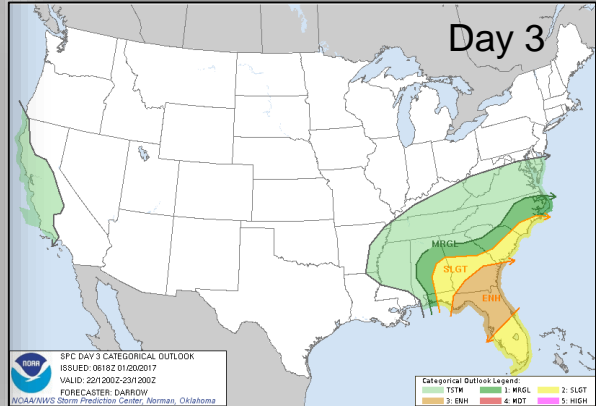 Day 3
MRGL
SLGT
ENH
NOAA
SPC DAY 3 CATEGORICAL OUTLOOK
ISSUED: 0618Z 01/20/2017
VALID: 22/1200Z-23/1200Z
FORECASTER: DARROW
NOAA/NWS Storm Prediction Center, Norman, Oklahoma
Categorical Outlook Legend:
TSTM 1: MRGL 2: SLGT
3: ENH 4: MDT 5: HIGH